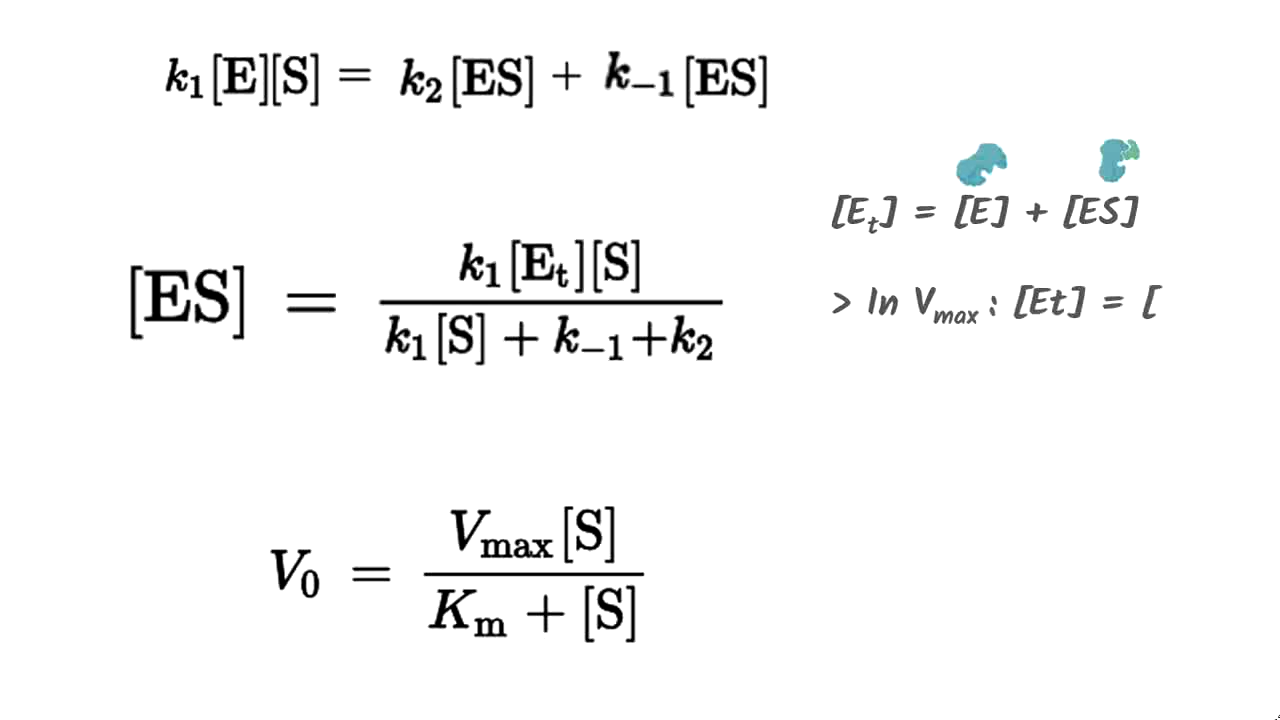 k₁[E][S] = k₂[ES] + k₋₁[ES]
[Eₜ] = [E] + [ES]
[ES] = k₁[Eₜ][S] / k₁[S] + k₋₁+k₂
> In Vₘₐₓ : [Et] = [
V₀ = Vₘₐₓ[S] / Kₘ + [S]